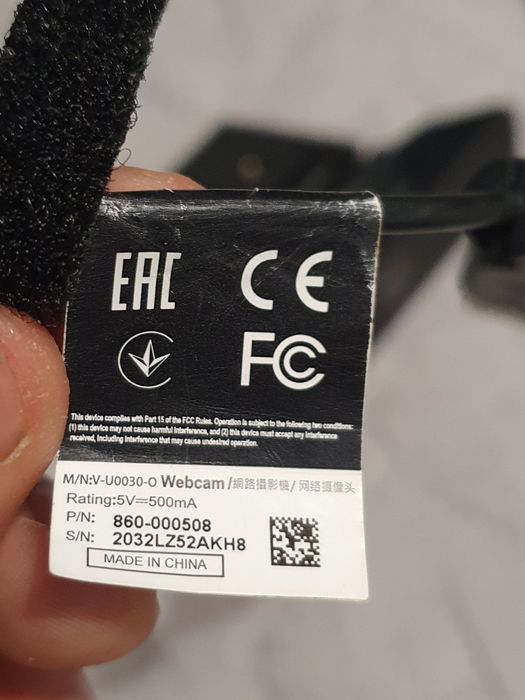 EAC CE
FC
This device complies with Part 15 of the FCC Rules. Operation is subject to the following two conditions:
(1) this device may not cause harmful interference, and (2) this device must accept any interference
received, including interference that may cause undesired operation.
M/N:V-U0030-O Webcam/網路攝影機/网络摄像头
Rating:5V⎓500mA
P/N: 860-000508
S/N: 2032LZ52AKH8
MADE IN CHINA